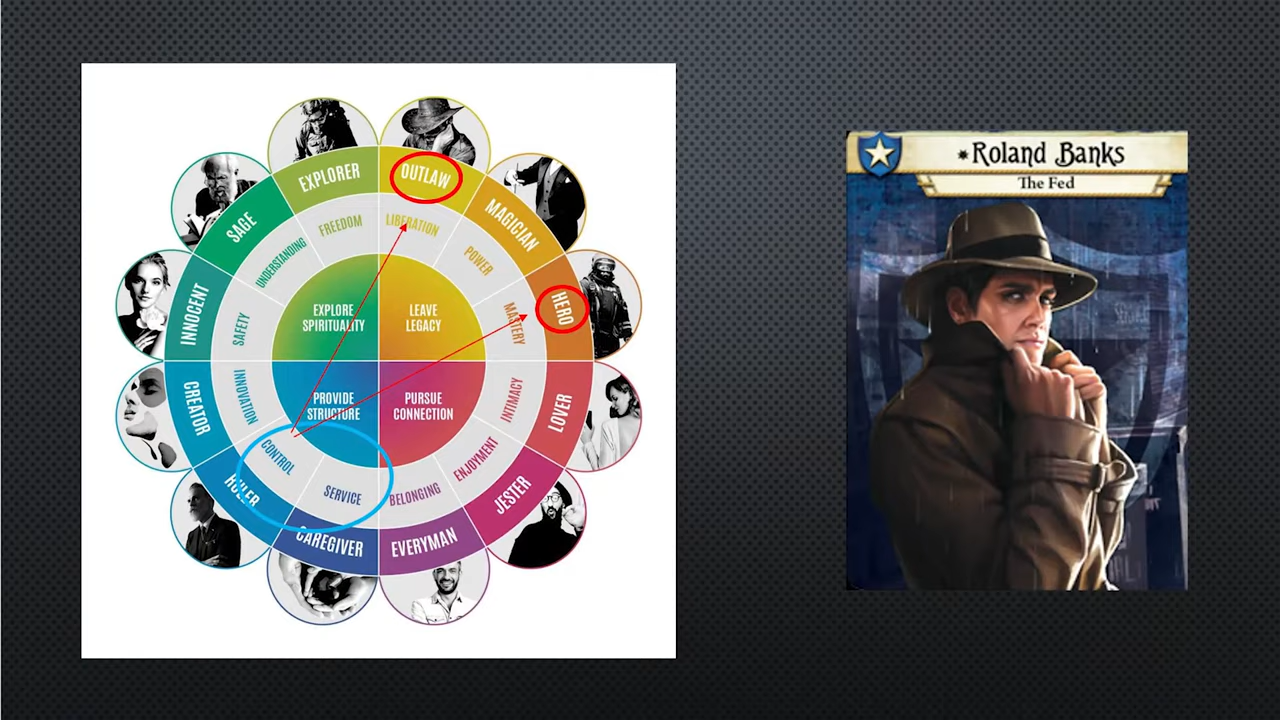 EXPLORER
OUTLAW
SAGE
FREEDOM
LIBERATION
MAGICIAN
UNDERSTANDING
POWER
INNOCENT
SAFETY
EXPLORE
SPIRITUALITY
LEAVE
LEGACY
MASTERY
HERO
CREATOR
INNOVATION
PROVIDE
STRUCTURE
PURSUE
CONNECTION
INTIMACY
LOVER
CONTROL
SERVICE
BELONGING
ENJOYMENT
RULER
CAREGIVER
EVERYMAN
JESTER
Roland Banks
The Fed